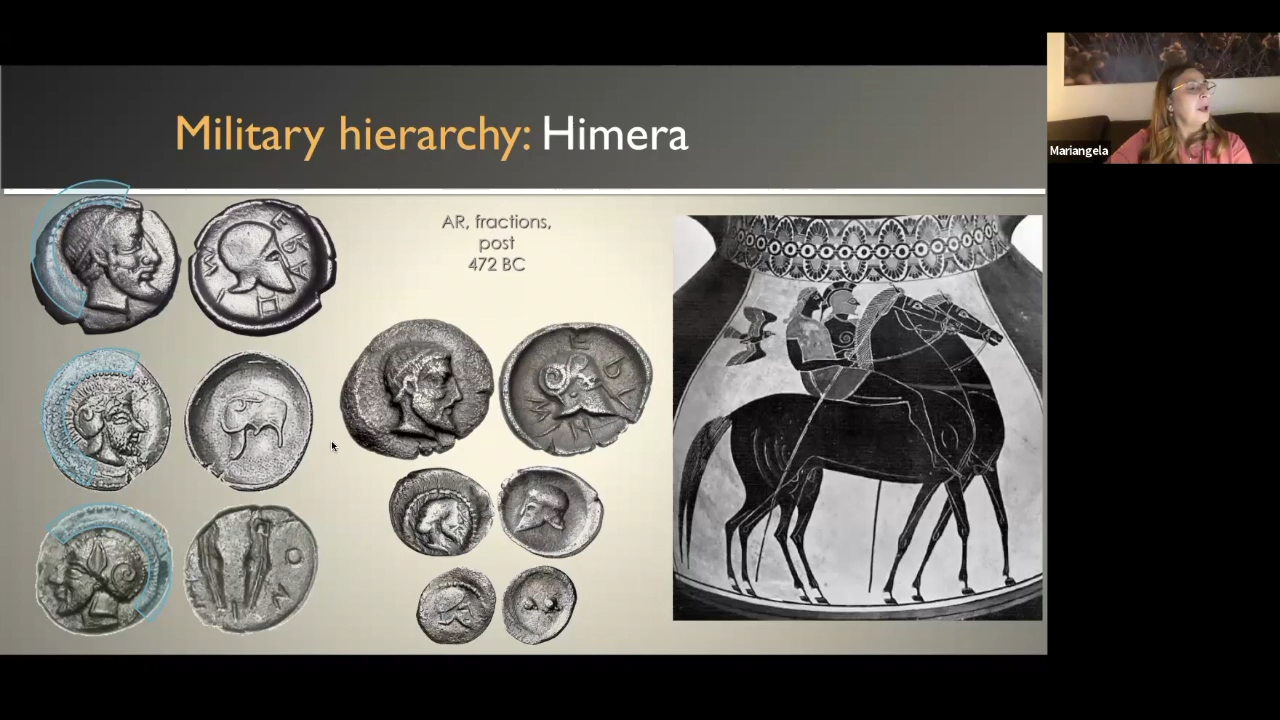 Military hierarchy: Himera
AR, fractions,
post
472 BC
Mariangela